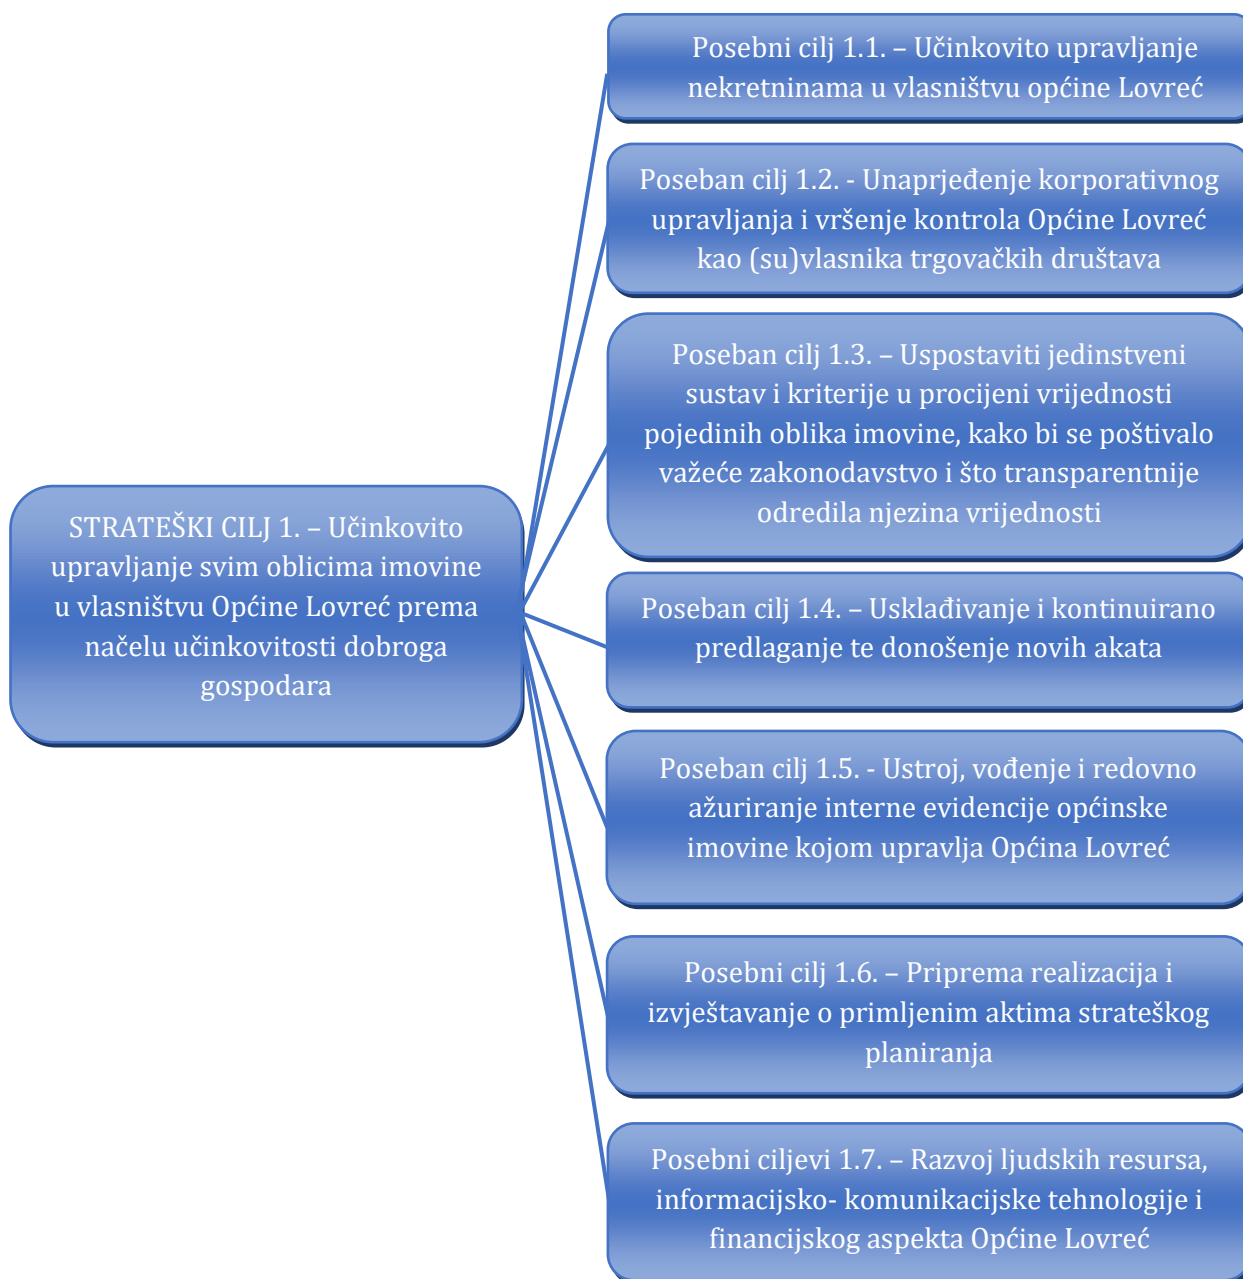 Posebni cilj 1.1. – Učinkovito upravljanje
nekretninama u vlasništvu općine Lovreć
Poseban cilj 1.2. - Unaprjeđenje korporativnog
upravljanja i vršenje kontrola Općine Lovreć
kao (su)vlasnika trgovačkih društava
Poseban cilj 1.3. – Uspostaviti jedinstveni
sustav i kriterije u procijeni vrijednosti
pojedinih oblika imovine, kako bi se poštivalo
važeće zakonodavstvo i što transparentnije
odredila njezina vrijednosti
STRATEŠKI CILJ 1. – Učinkovito
upravljanje svim oblicima imovine
u vlasništvu Općine Lovreć prema
načelu učinkovitosti dobroga
gospodara
Poseban cilj 1.4. – Usklađivanje i kontinuirano
predlaganje te donošenje novih akata
Poseban cilj 1.5. - Ustroj, vođenje i redovno
ažuriranje interne evidencije općinske
imovine kojom upravlja Općina Lovreć
Posebni cilj 1.6. – Priprema realizacija i
izvještavanje o primljenim aktima strateškog
planiranja
Posebni ciljevi 1.7. – Razvoj ljudskih resursa,
informacijsko- komunikacijske tehnologije i
financijskog aspekta Općine Lovreć